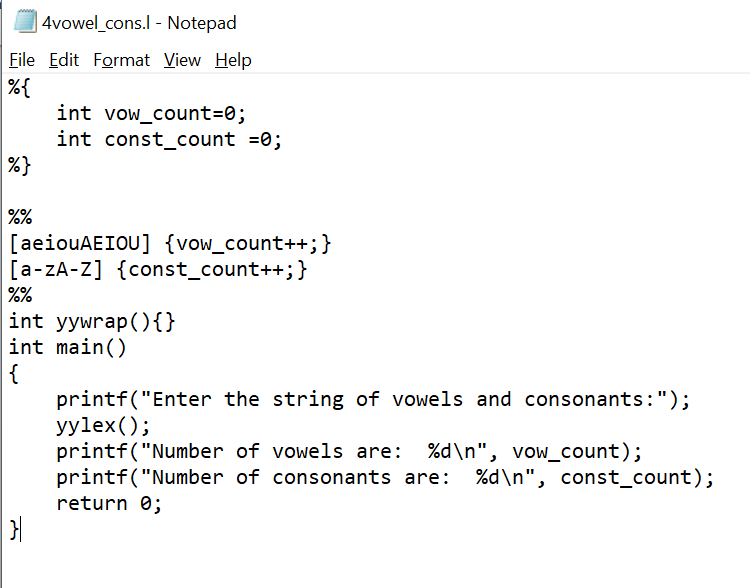 4vowel_cons.l - Notepad
File Edit Format View Help
%{
    int vow_count=0;
    int const_count =0;
%}

%%
[aeiouAEIOU] {vow_count++;}
[a-zA-Z] {const_count++;}
%%
int yywrap(){}
int main()
{
    printf("Enter the string of vowels and consonants:");
    yylex();
    printf("Number of vowels are:  %d\n", vow_count);
    printf("Number of consonants are:  %d\n", const_count);
    return 0;
}